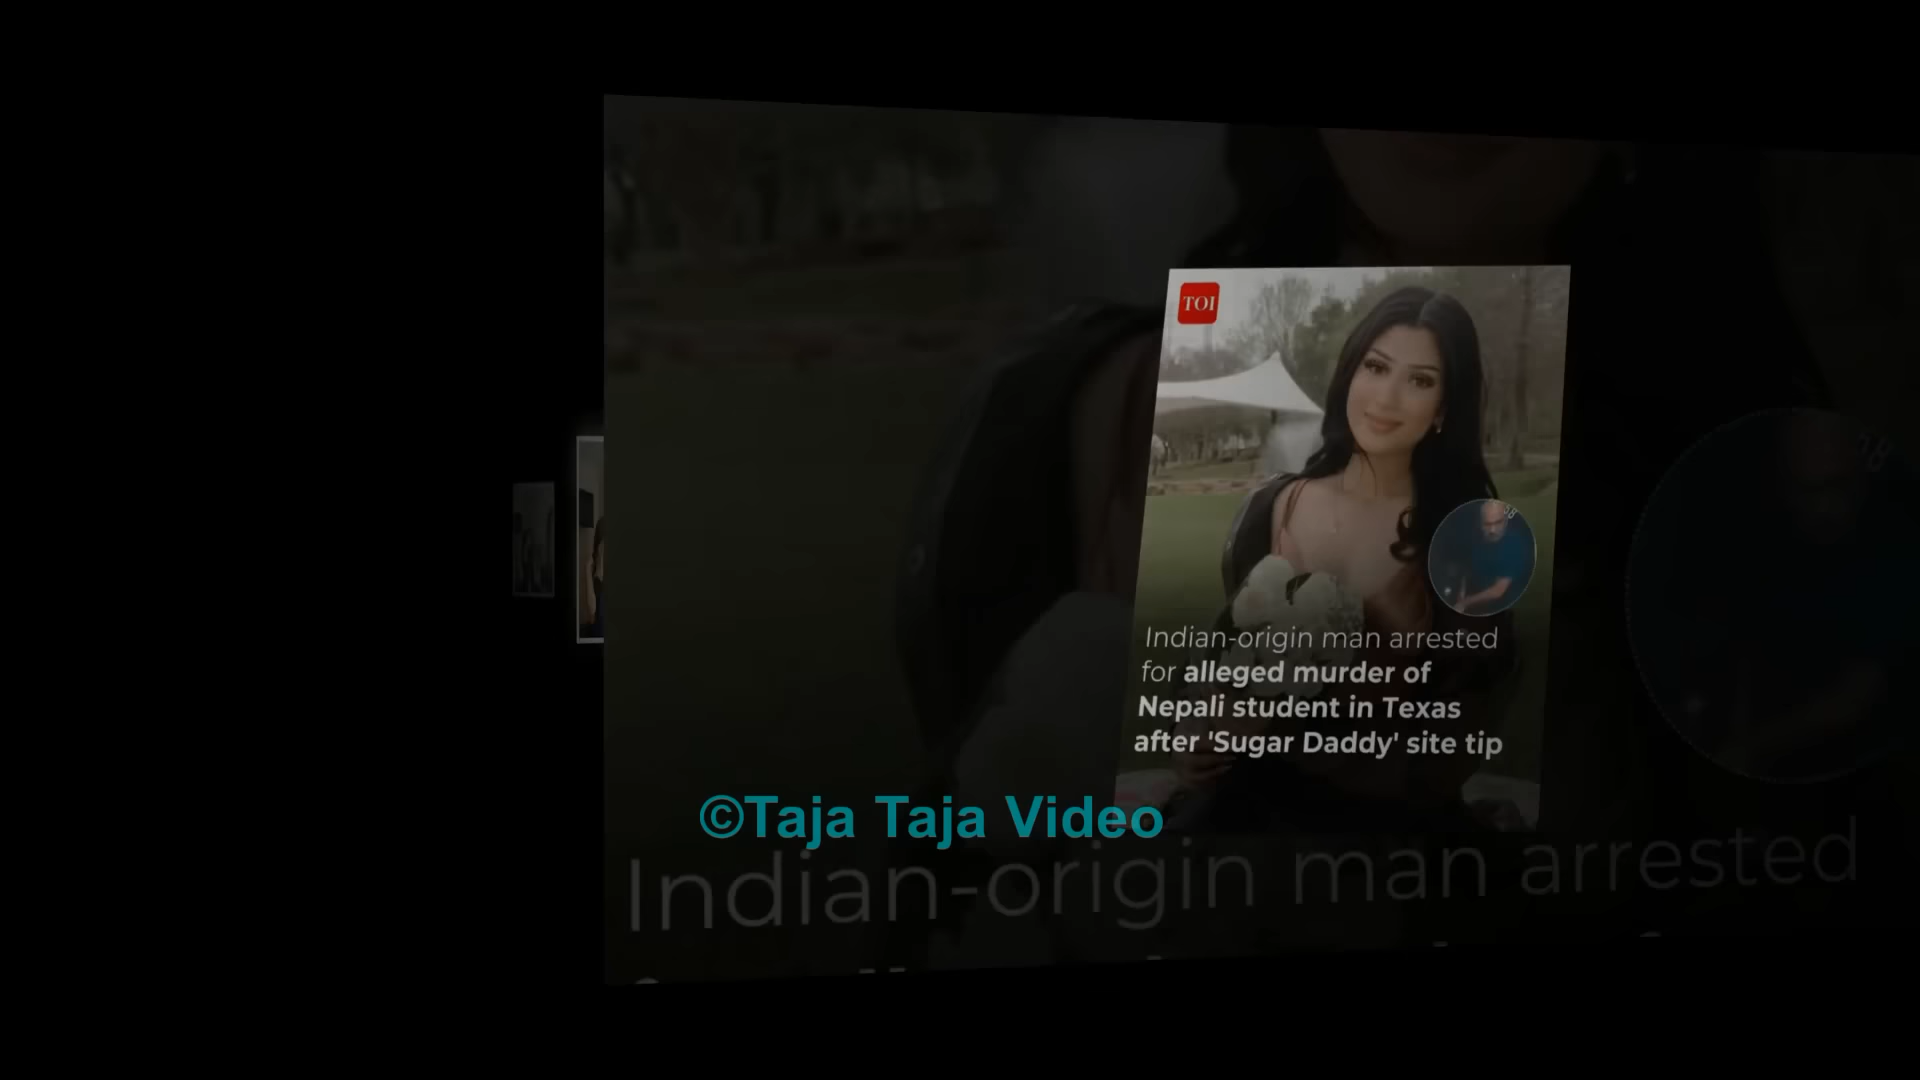 TOI
Indian-origin man arrested
for alleged murder of
Nepali student in Texas
after 'Sugar Daddy' site tip
©Taja Taja Video
Indian-origin man arrested